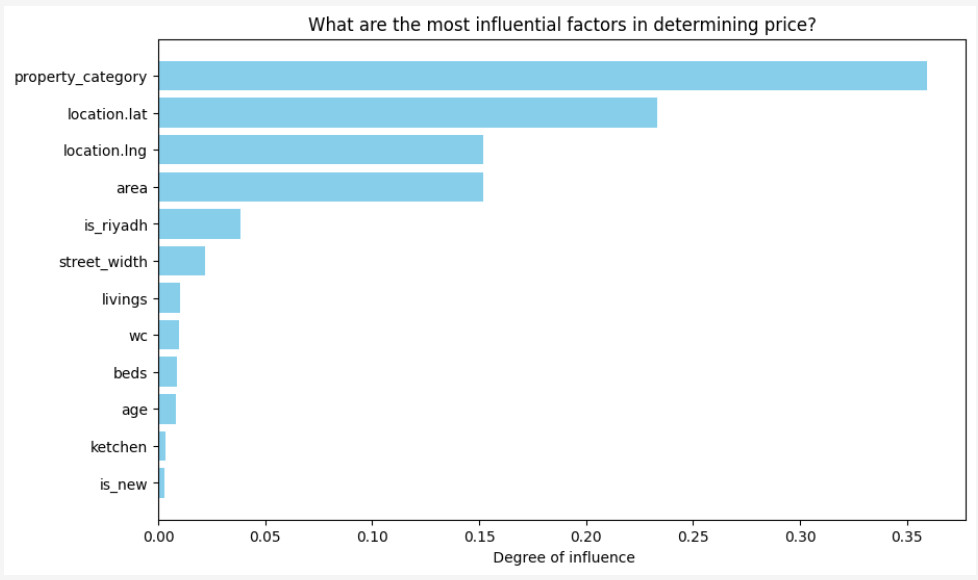 What are the most influential factors in determining price?
property_category
location.lat
location.lng
area
is_riyadh
street_width
livings
wc
beds
age
ketchen
is_new
0.00 0.05 0.10 0.15 0.20 0.25 0.30 0.35
Degree of influence